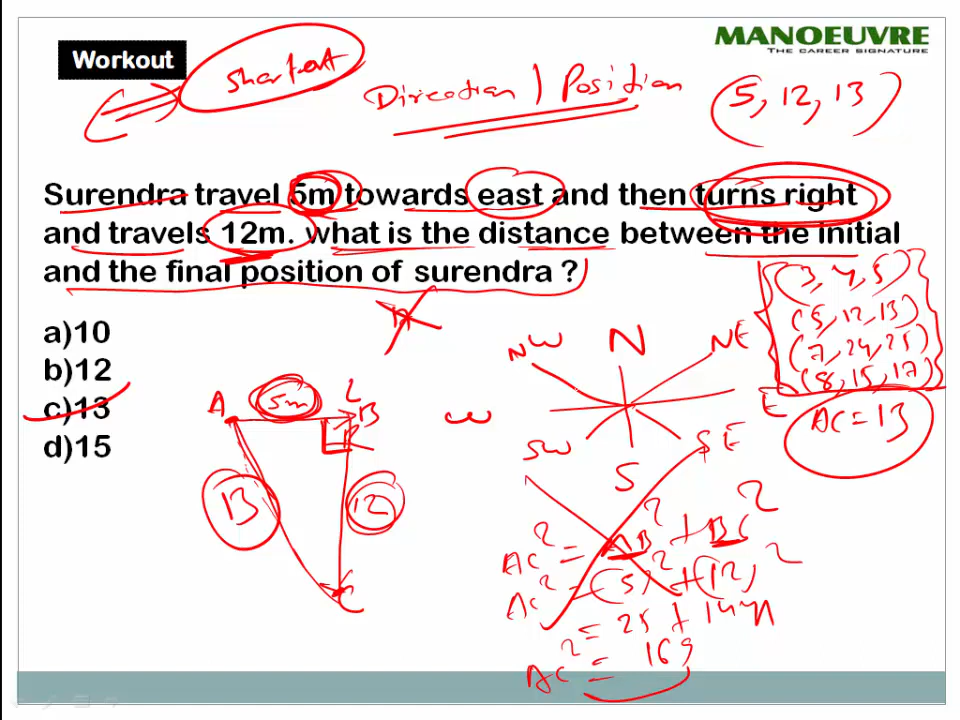 MANOEUVRE
THE CAREER SIGNATURE
Workout
Shortcut
Direction / Position
5, 12, 13
Surendra travel 5m towards east and then turns right
and travels 12m. what is the distance between the initial
and the final position of surendra ?
(3, 4, 5)
(5, 12, 13)
(7, 24, 25)
(8, 15, 17)
a)10
b)12
c)13
d)15
A 5m L B
13 12
C
NW N NE
W E
SW S SE
AC = 13
AC² = AB² + BC²
AC² = (5)² + (12)²
² = 25 + 144
AC² = 169